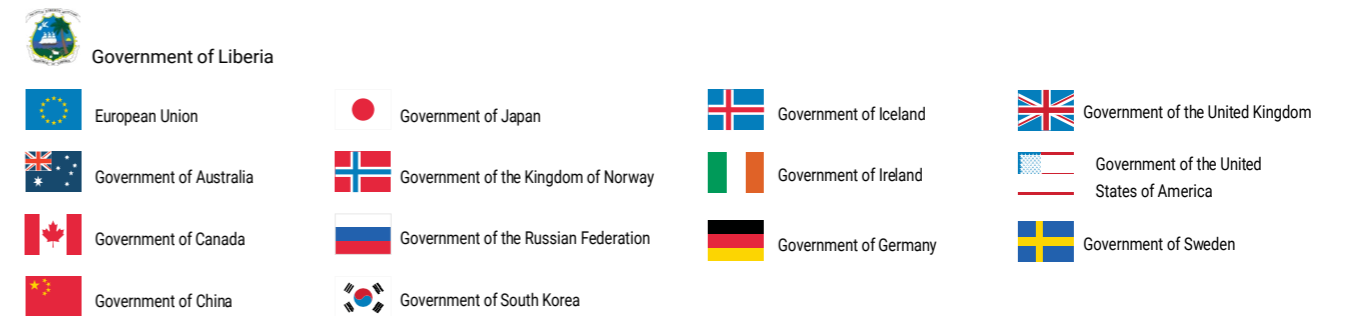 Government of Liberia
European Union
Government of Australia
Government of Canada
Government of China
Government of Japan
Government of the Kingdom of Norway
Government of the Russian Federation
Government of South Korea
Government of Iceland
Government of Ireland
Government of Germany
Government of the United Kingdom
Government of the United
States of America
Government of Sweden